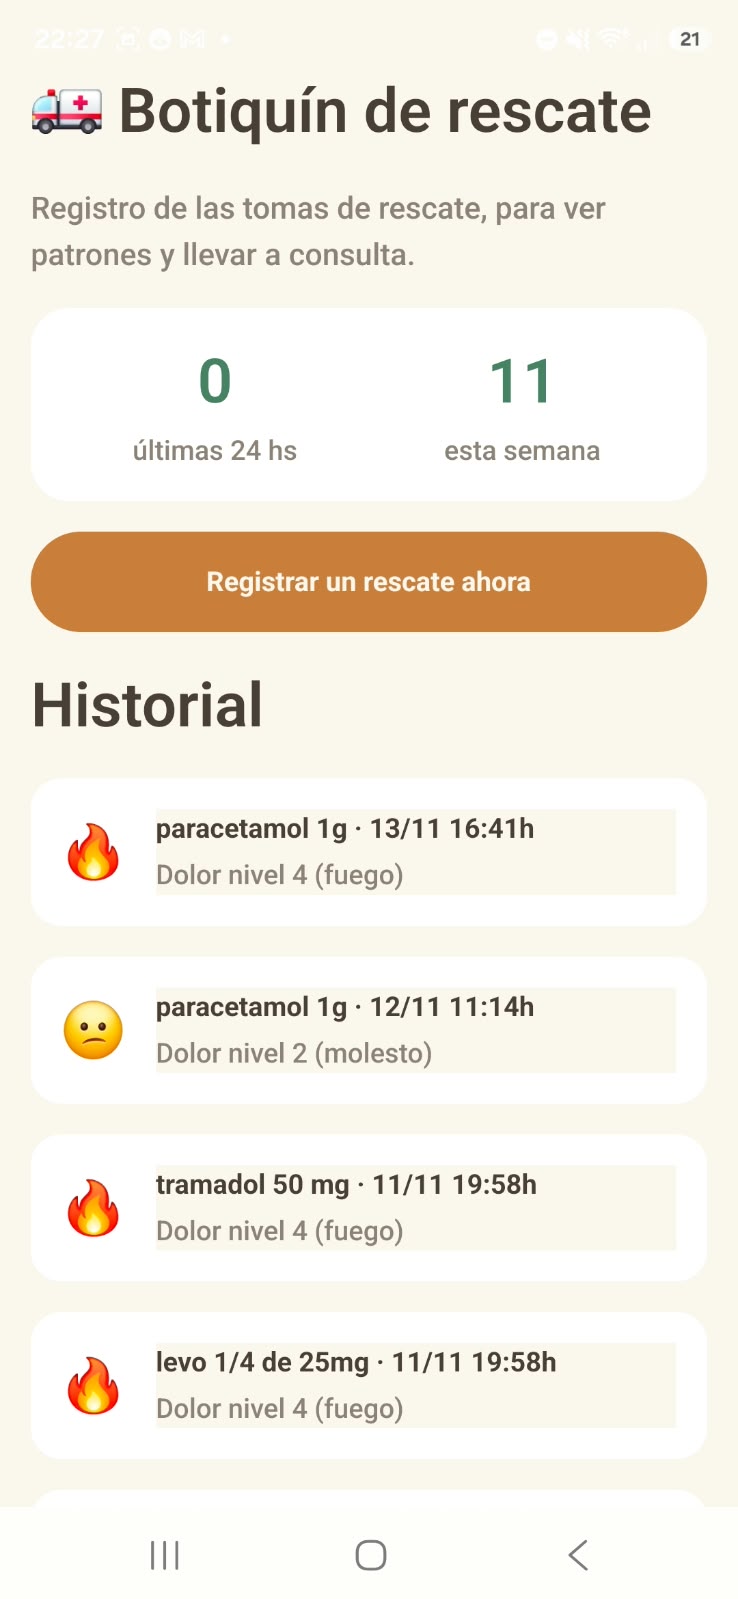 22:27
21
Botiquín de rescate
Registro de las tomas de rescate, para ver
patrones y llevar a consulta.
0
11
últimas 24 hs
esta semana
Registrar un rescate ahora
Historial
paracetamol 1g · 13/11 16:41h
Dolor nivel 4 (fuego)
paracetamol 1g · 12/11 11:14h
Dolor nivel 2 (molesto)
tramadol 50 mg · 11/11 19:58h
Dolor nivel 4 (fuego)
levo 1/4 de 25mg · 11/11 19:58h
Dolor nivel 4 (fuego)